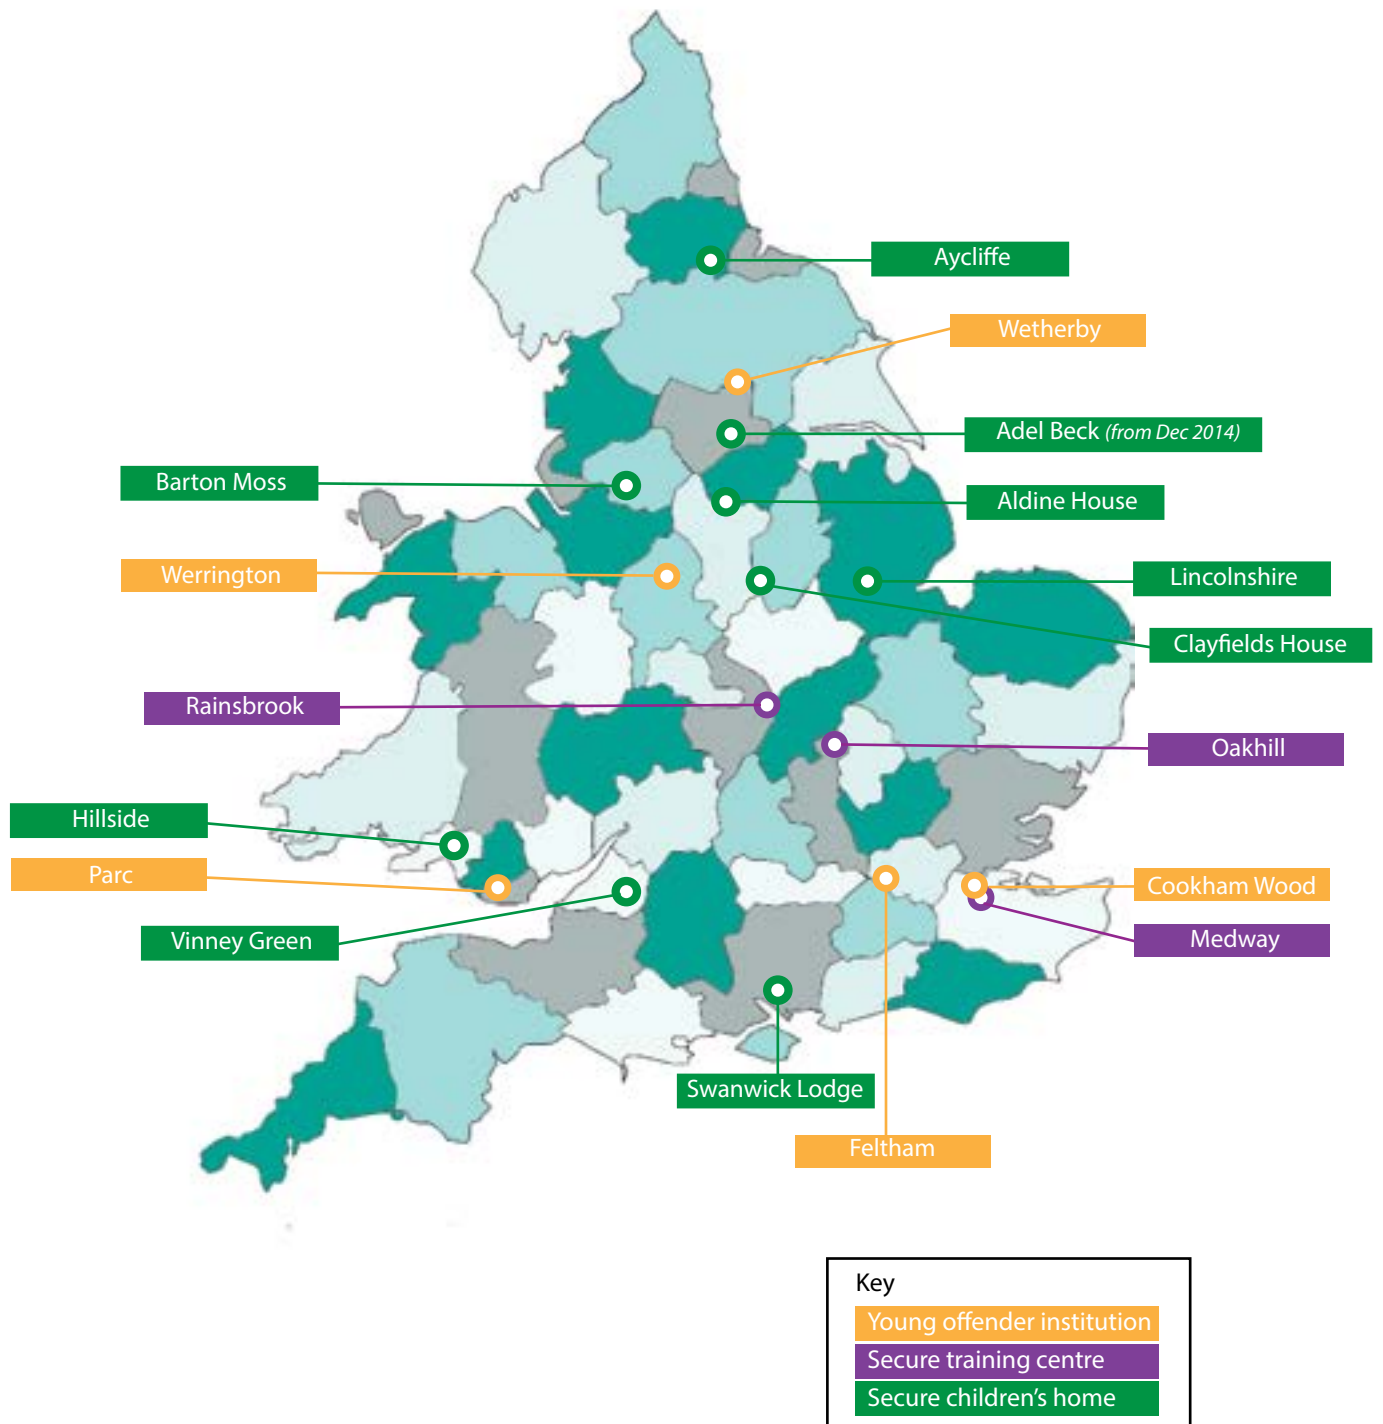 Aycliffe
Wetherby
Adel Beck (from Dec 2014)
Barton Moss
Aldine House
Werrington
Lincolnshire
Clayfields House
Rainsbrook
Oakhill
Hillside
Parc
Cookham Wood
Vinney Green
Medway
Swanwick Lodge
Feltham
Key
Young offender institution
Secure training centre
Secure children's home